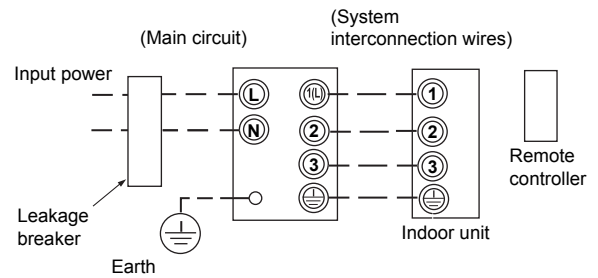 (Main circuit)
(System
interconnection wires)
Input power
L
N
1(L)
2
3
1
2
3
Remote
controller
Leakage
breaker
Earth
Indoor unit